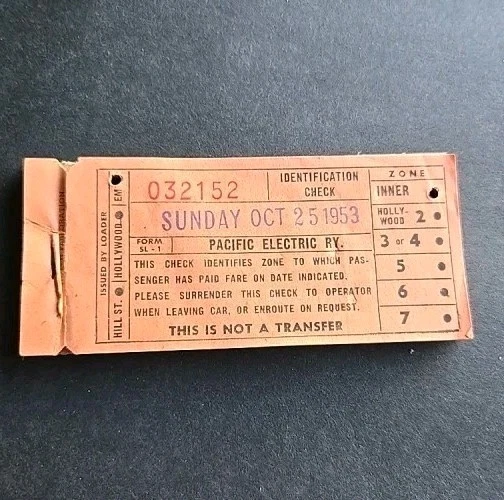 ISSUED BY LOADER
HILL ST. ● HOLLYWOOD ● EM
032152
IDENTIFICATION
CHECK
SUNDAY OCT 25 1953
FORM
SL-1
PACIFIC ELECTRIC RY.
THIS CHECK IDENTIFIES ZONE TO WHICH PAS-
SENGER HAS PAID FARE ON DATE INDICATED.
PLEASE SURRENDER THIS CHECK TO OPERATOR
WHEN LEAVING CAR, OR ENROUTE ON REQUEST.
THIS IS NOT A TRANSFER
ZONE
INNER
HOLLY-
WOOD 2 ●
3 or 4 ●
5 ●
6 ●
7 ●